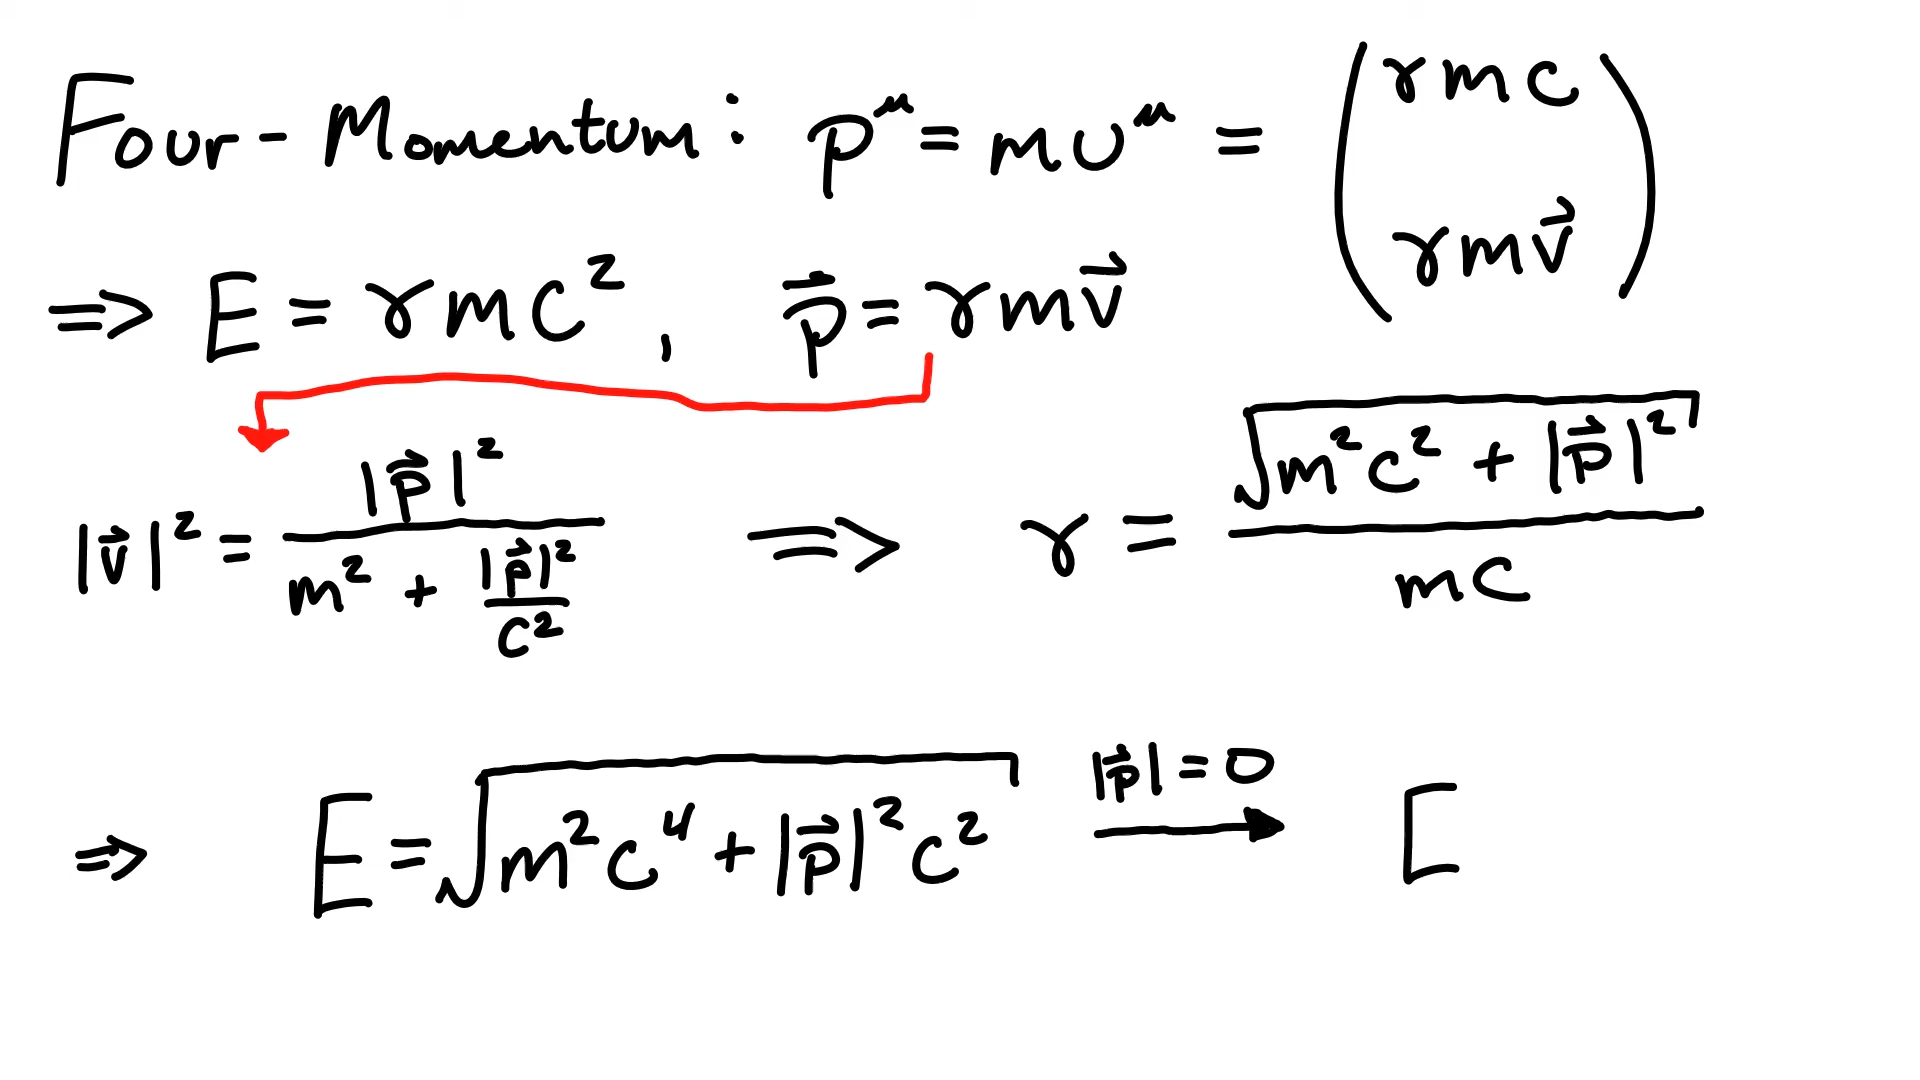 Four-Momentum: p^μ = mU^μ = (γmc, γmv⃗)
⇒ E = γmc², p⃗ = γmv⃗
|v⃗|² = |p⃗|² / (m² + |p⃗|²/c²) ⇒ γ = √(m²c² + |p⃗|²) / mc
⇒ E = √(m²c⁴ + |p⃗|²c²) |p⃗| = 0 → [